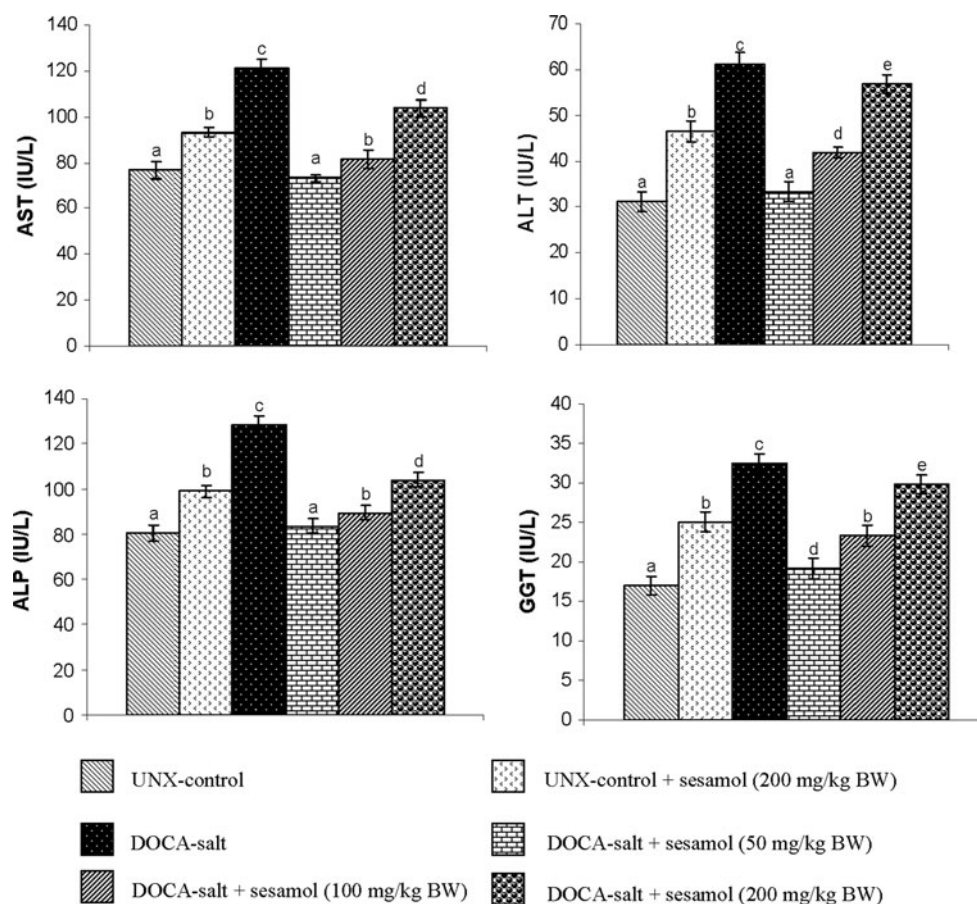 140
120
100
80
60
40
20
0
AST (IU/L)
a
b
c
a
b
d
70
60
50
40
30
20
10
0
ALT (IU/L)
a
b
c
a
d
e
140
120
100
80
60
40
20
0
ALP (IU/L)
a
b
c
a
b
d
40
35
30
25
20
15
10
5
0
GGT (IU/L)
a
b
c
d
b
e
UNX-control
UNX-control + sesamol (200 mg/kg BW)
DOCA-salt
DOCA-salt + sesamol (50 mg/kg BW)
DOCA-salt + sesamol (100 mg/kg BW)
DOCA-salt + sesamol (200 mg/kg BW)